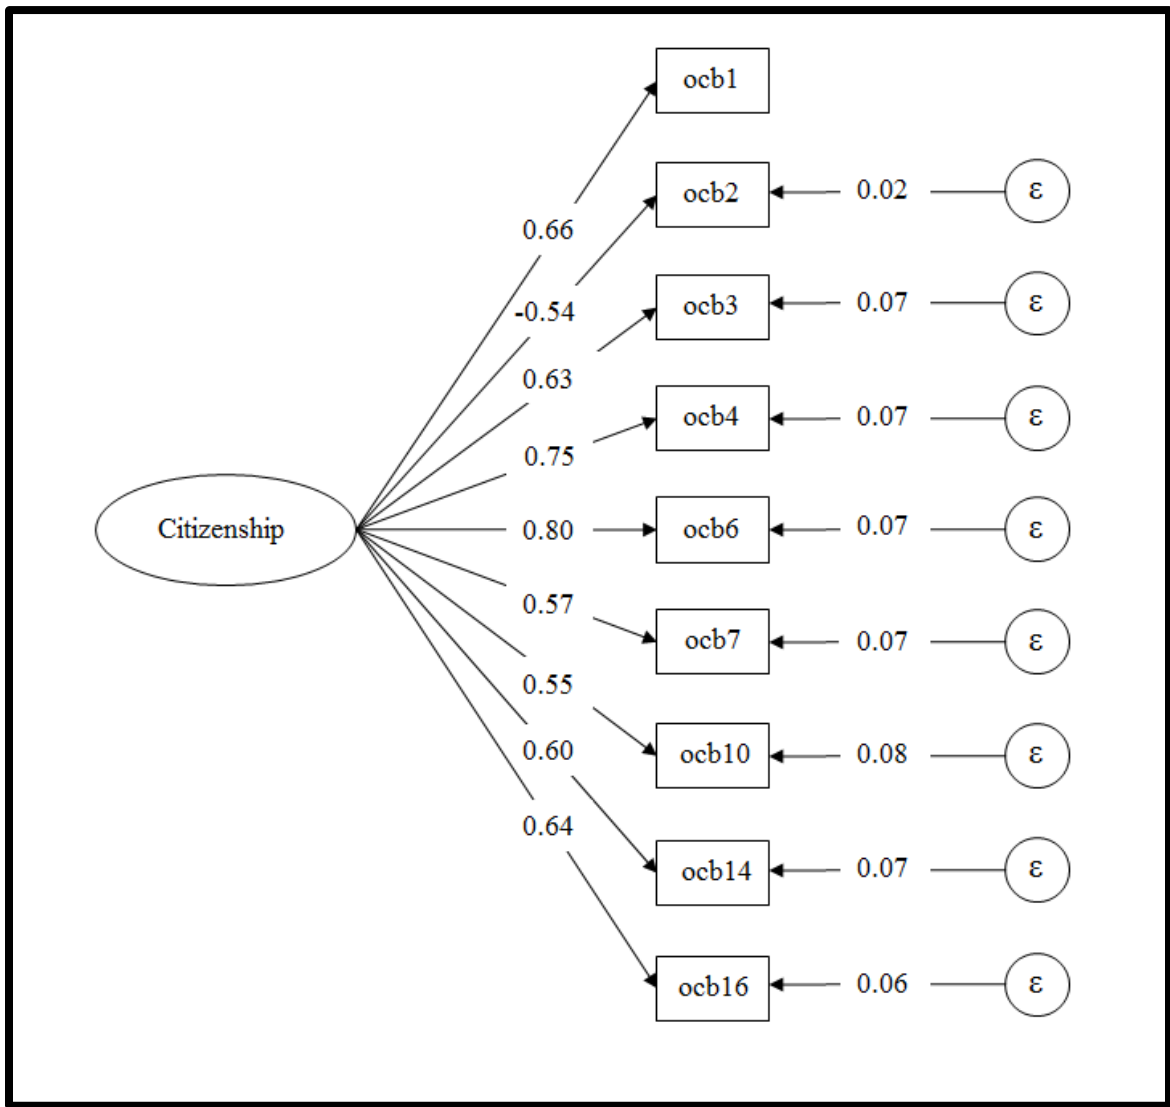 ocb1
ocb2 0.02 ε
0.66
ocb3 0.07 ε
-0.54
0.63
ocb4 0.07 ε
0.75
Citizenship 0.80 ocb6 0.07 ε
0.57
ocb7 0.07 ε
0.55
0.60
ocb10 0.08 ε
0.64
ocb14 0.07 ε
ocb16 0.06 ε